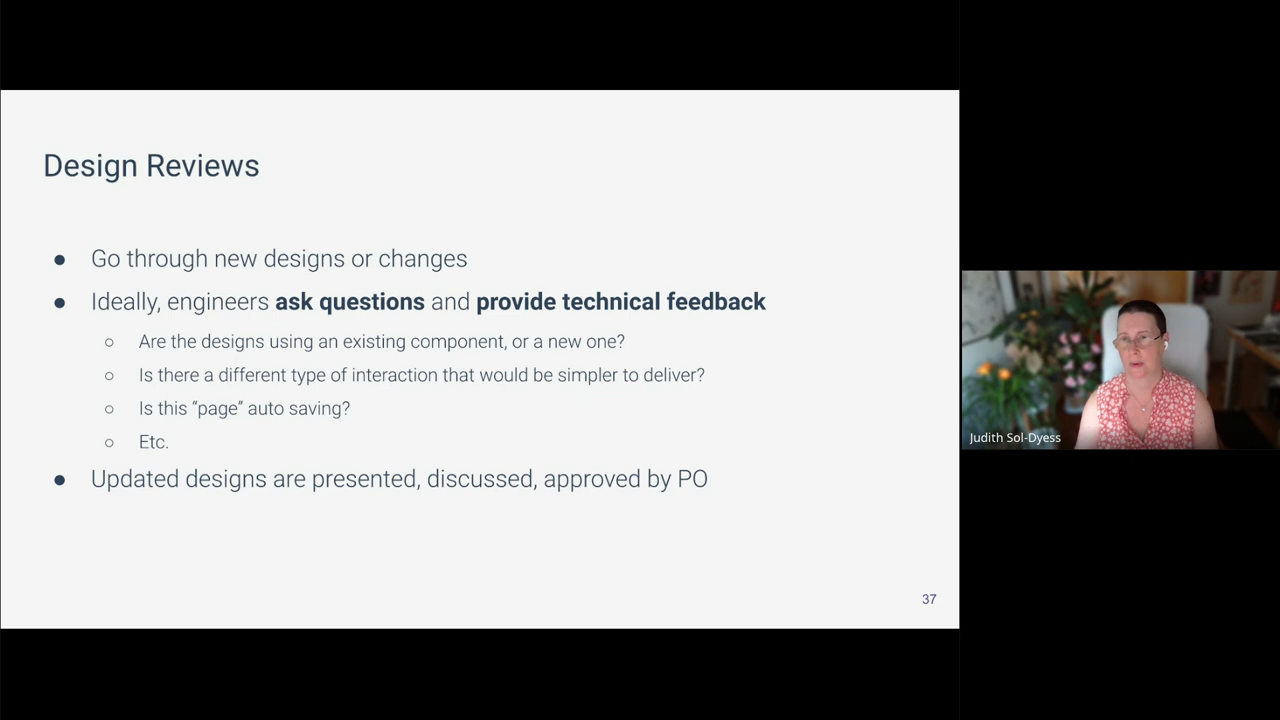 Design Reviews
● Go through new designs or changes
● Ideally, engineers ask questions and provide technical feedback
○ Are the designs using an existing component, or a new one?
○ Is there a different type of interaction that would be simpler to deliver?
○ Is this “page” auto saving?
○ Etc.
● Updated designs are presented, discussed, approved by PO
37
Judith Sol-Dyess